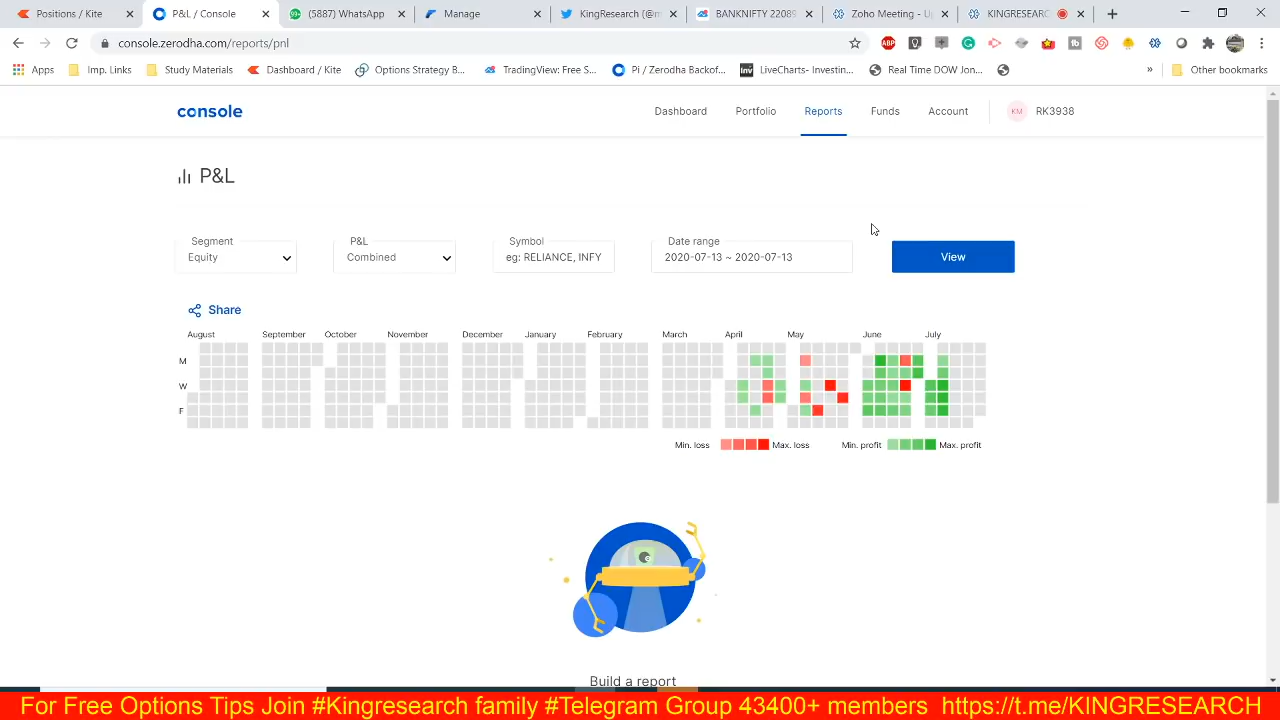 Positions / Kite
P&L / Console
99+
(5887) WhatsApp
Manage
KingResearch (@m
BANKNIFTY 22089
Zoho Meeting - Up
KINGRESEARC
console.zerodha.com/reports/pnl
ABP
Apps
Imp. Links
Study Materials
Dashboard / Kite
Options Strategy B...
TradingView: Free S...
Pi / Zerodha Backof...
Inv
LiveCharts- Investin...
Real Time DOW Jon...
»
Other bookmarks
console
Dashboard
Portfolio
Reports
Funds
Account
KM
RK3938
P&L
Segment
P&L
Symbol
Date range
Equity
Combined
eg: RELIANCE, INFY
2020-07-13 ~ 2020-07-13
View
Share
August
September
October
November
December
January
February
March
April
May
June
July
M
W
F
Min. loss
Max. loss
Min. profit
Max. profit
Build a report
For Free Options Tips Join #Kingresearch family #Telegram Group 43400+ members https://t.me/KINGRESEARCH